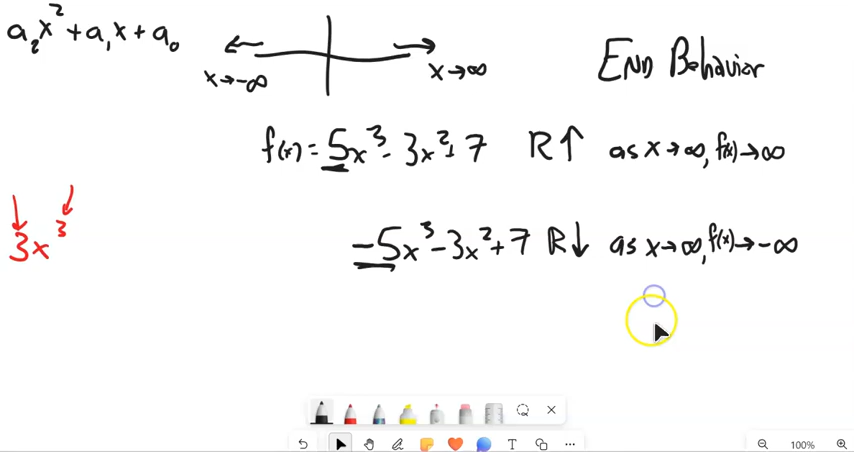 a₂x² + a₁x + a₀
x→-∞
x→∞
END Behavior
f(x) = 5x³ - 3x² + 7 R↑ as x→∞, f(x)→∞
3x³
-5x³ - 3x² + 7 R↓ as x→∞, f(x)→-∞
T
100%